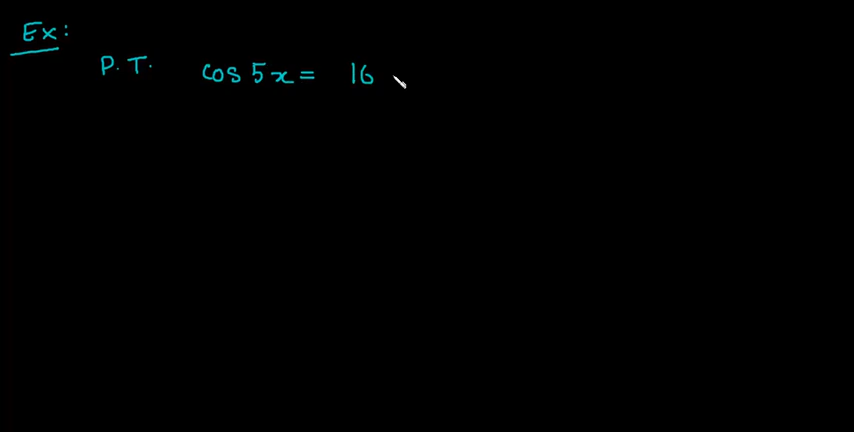 Ex:
P.T. cos 5x = 16